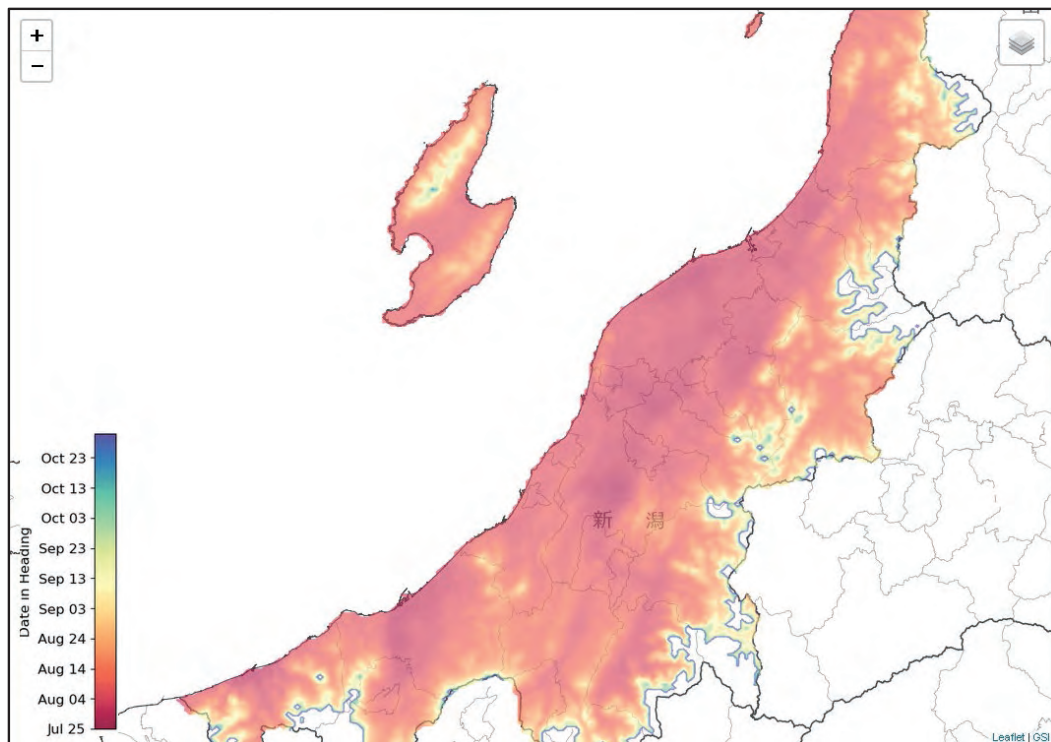 +
−
Date in Heading
Oct 23
Oct 13
Oct 03
Sep 23
Sep 13
Sep 03
Aug 24
Aug 14
Aug 04
Jul 25
新 潟
Leaflet | GSI